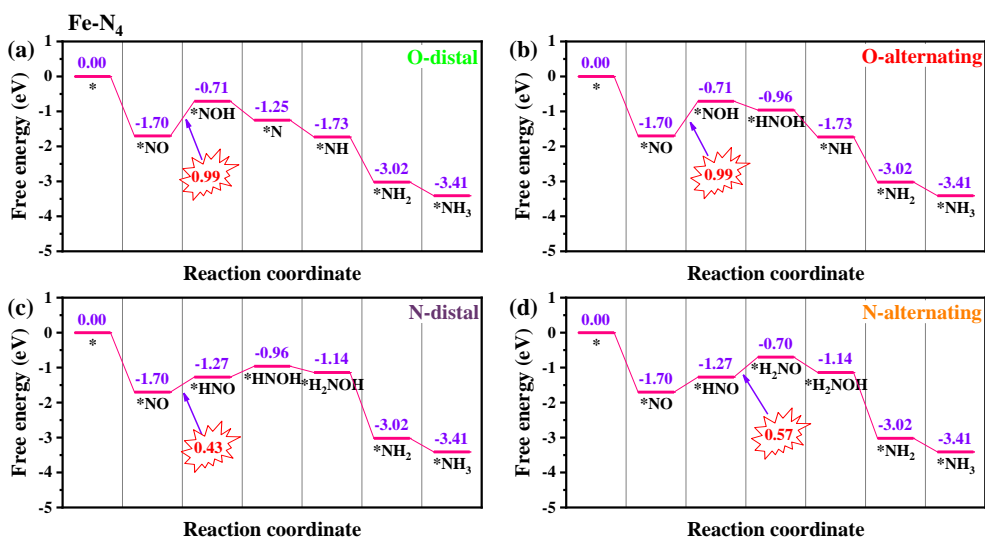 Fe-N₄
(a)
O-distal
Free energy (eV)
1
0
-1
-2
-3
-4
-5
0.00
*
-1.70
*NO
-0.71
*NOH
-1.25
*N
-1.73
*NH
-3.02
*NH₂
-3.41
*NH₃
0.99
Reaction coordinate
(b)
O-alternating
Free energy (eV)
1
0
-1
-2
-3
-4
-5
0.00
*
-1.70
*NO
-0.71
*NOH
-0.96
*HNOH
-1.73
*NH
-3.02
*NH₂
-3.41
*NH₃
0.99
Reaction coordinate
(c)
N-distal
Free energy (eV)
1
0
-1
-2
-3
-4
-5
0.00
*
-1.70
*NO
-1.27
*HNO
-0.96
*HNOH
-1.14
*H₂NOH
-3.02
*NH₂
-3.41
*NH₃
0.43
Reaction coordinate
(d)
N-alternating
Free energy (eV)
1
0
-1
-2
-3
-4
-5
0.00
*
-1.70
*NO
-1.27
*HNO
-0.70
*H₂NO
-1.14
*H₂NOH
-3.02
*NH₂
-3.41
*NH₃
0.57
Reaction coordinate